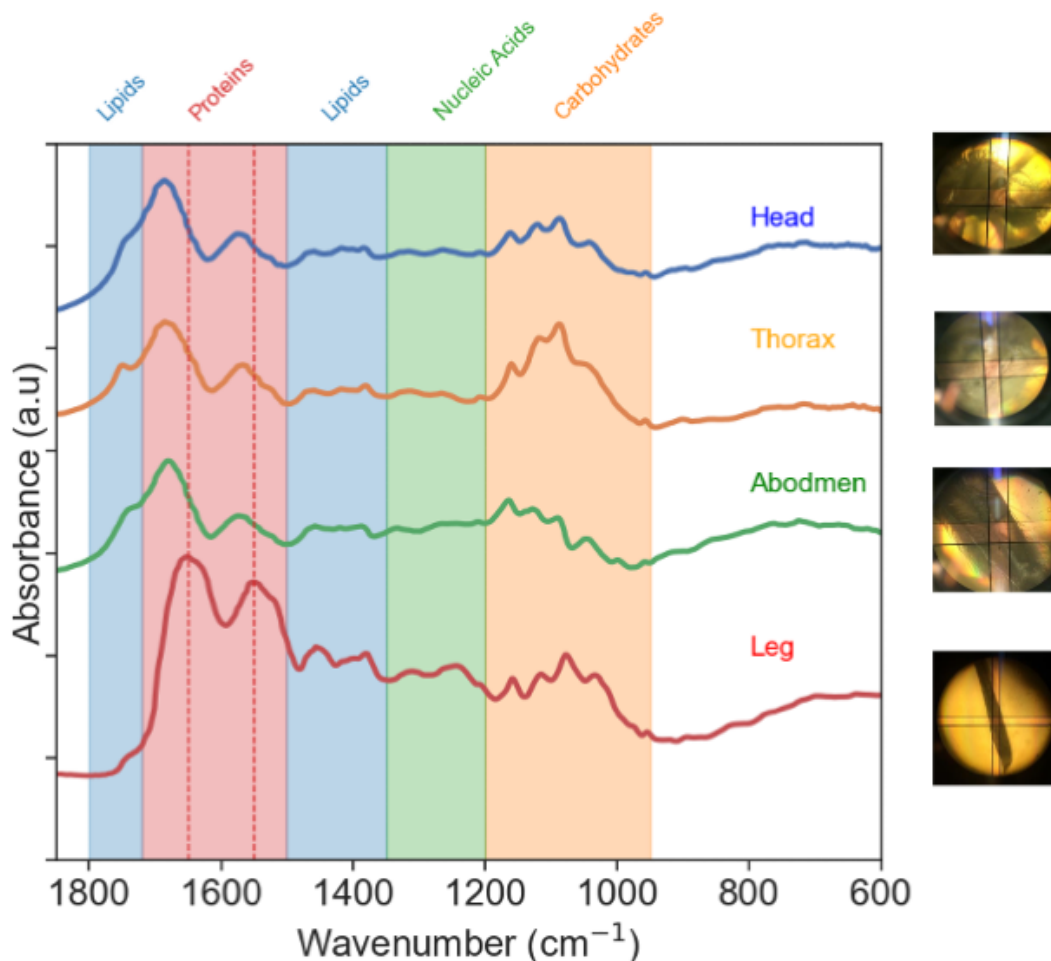 Lipids
Proteins
Lipids
Nucleic Acids
Carbohydrates
Head
Thorax
Abodmen
Leg
Absorbance (a.u)
1800 1600 1400 1200 1000 800 600
Wavenumber (cm⁻¹)